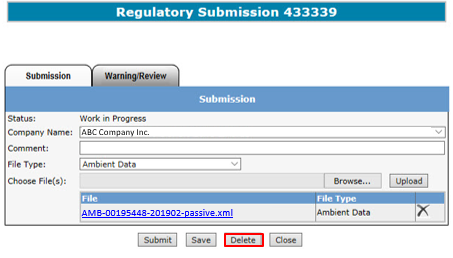 Regulatory Submission 433339
Submission Warning/Review
Submission
Status: Work in Progress
Company Name: ABC Company Inc.
Comment:
File Type: Ambient Data
Choose File(s): Browse... Upload
File File Type
AMB-00195448-201902-passive.xml Ambient Data
Submit Save Delete Close